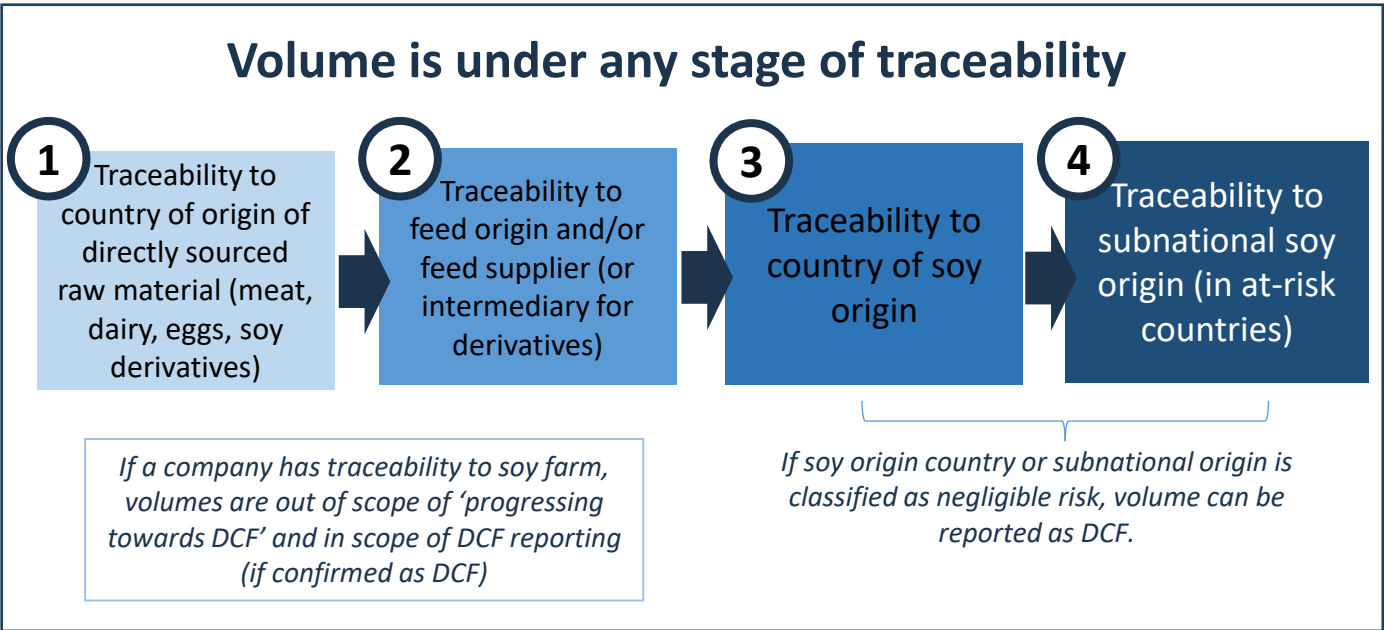 Volume is under any stage of traceability
1
Traceability to
country of origin of
directly sourced
raw material (meat,
dairy, eggs, soy
derivatives)
2
Traceability to
feed origin and/or
feed supplier (or
intermediary for
derivatives)
3
Traceability to
country of soy
origin
4
Traceability to
subnational soy
origin (in at-risk
countries)
If a company has traceability to soy farm,
volumes are out of scope of ‘progressing
towards DCF’ and in scope of DCF reporting
(if confirmed as DCF)
If soy origin country or subnational origin is
classified as negligible risk, volume can be
reported as DCF.